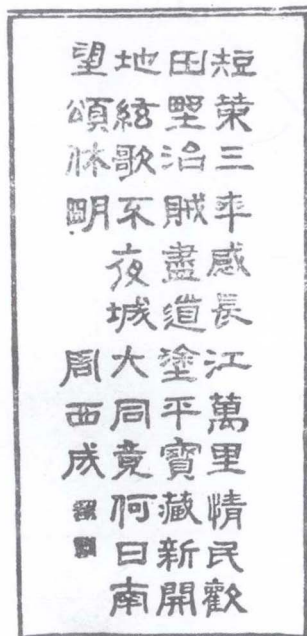 短策三年感長江萬里情民歡
田墅治賊盡道塗平寶藏新開
地絃歌不夜城大同竟何日南
望頌休明 周西成